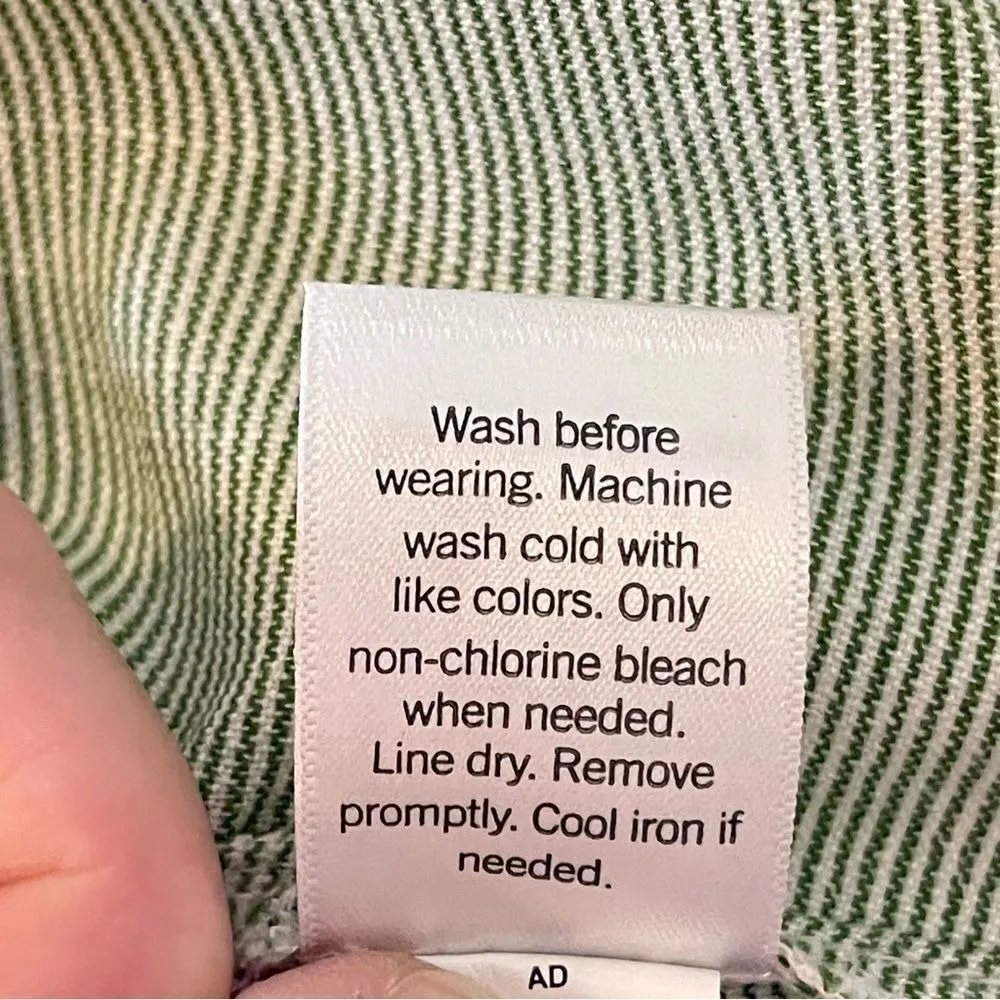 Wash before
wearing. Machine
wash cold with
like colors. Only
non-chlorine bleach
when needed.
Line dry. Remove
promptly. Cool iron if
needed.
AD